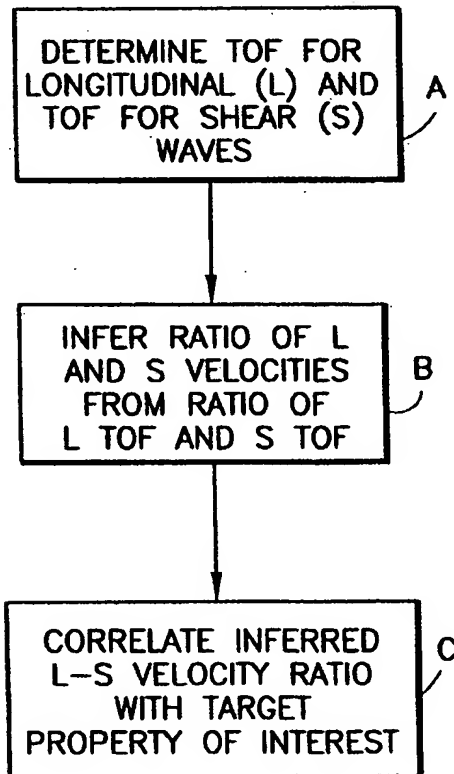 DETERMINE TOF FOR
LONGITUDINAL (L) AND
TOF FOR SHEAR (S)
WAVES
A
INFER RATIO OF L
AND S VELOCITIES
FROM RATIO OF
L TOF AND S TOF
B
CORRELATE INFERRED
L-S VELOCITY RATIO
WITH TARGET
PROPERTY OF INTEREST
C